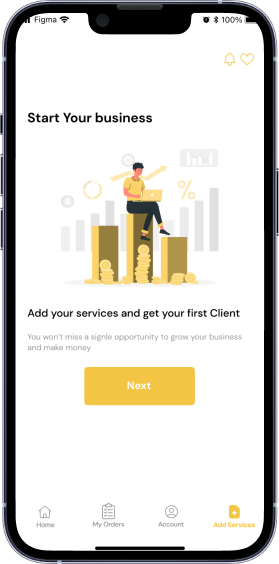 Figma 100%
Start Your business
%
Add your services and get your first Client
You won't miss a signle opportunity to grow your business
and make money
Next
Home My Orders Account Add Services